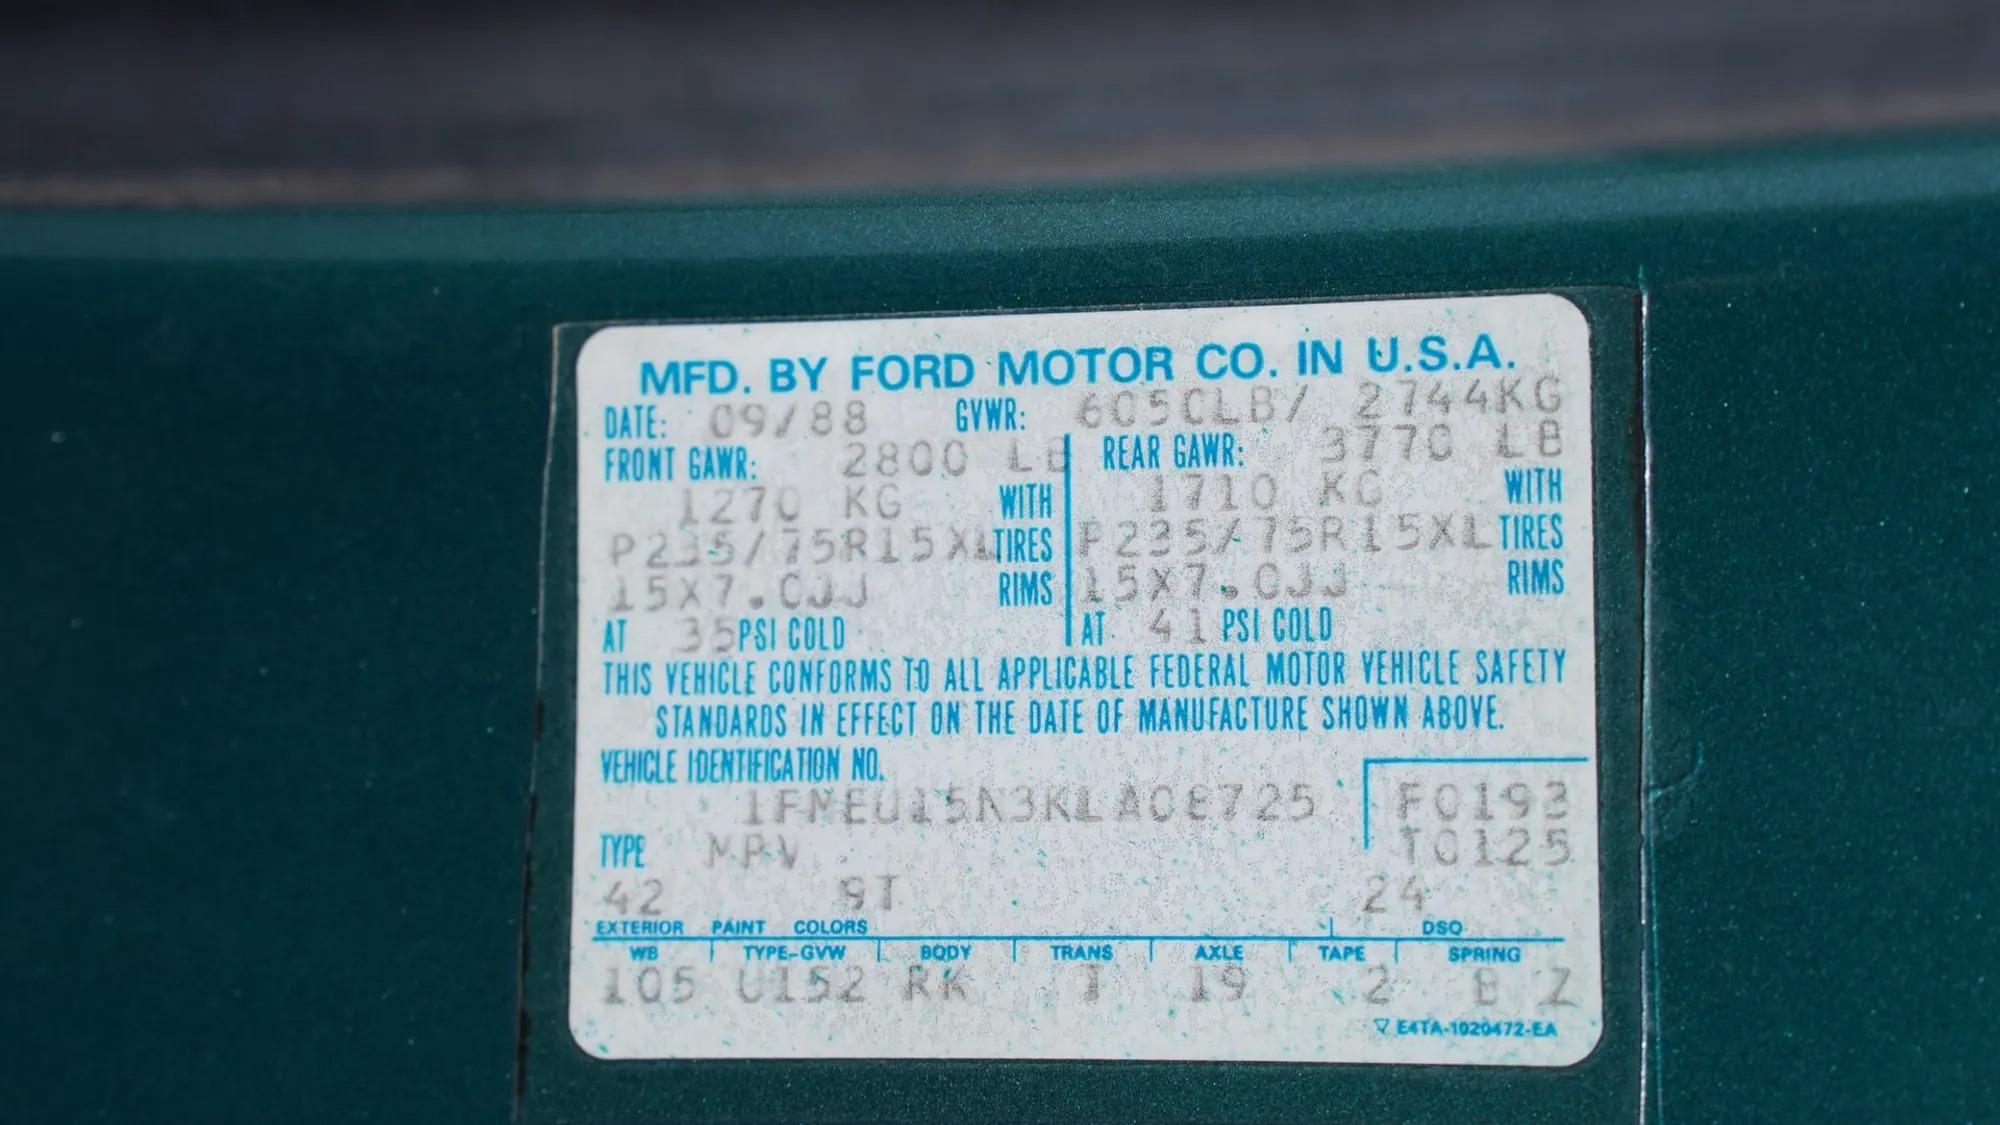 MFD. BY FORD MOTOR CO. IN U.S.A.
DATE: 09/88 GVWR: 6050LB/ 2744KG
FRONT GAWR: 2800 LB REAR GAWR: 3770 LB
1270 KG WITH 1710 KG WITH
P235/75R15XL TIRES P235/75R15XL TIRES
15X7.0JJ RIMS 15X7.0JJ RIMS
AT 35 PSI COLD AT 41 PSI COLD
THIS VEHICLE CONFORMS TO ALL APPLICABLE FEDERAL MOTOR VEHICLE SAFETY
STANDARDS IN EFFECT ON THE DATE OF MANUFACTURE SHOWN ABOVE.
VEHICLE IDENTIFICATION NO.
1FMEU15N3KLA08725 F0193
TYPE MPV T0125
42 9T 24
EXTERIOR PAINT COLORS DSO
WB TYPE-GVW BODY TRANS AXLE TAPE SPRING
105 U152 RK T 19 2 B Z
E4TA-1020472-EA